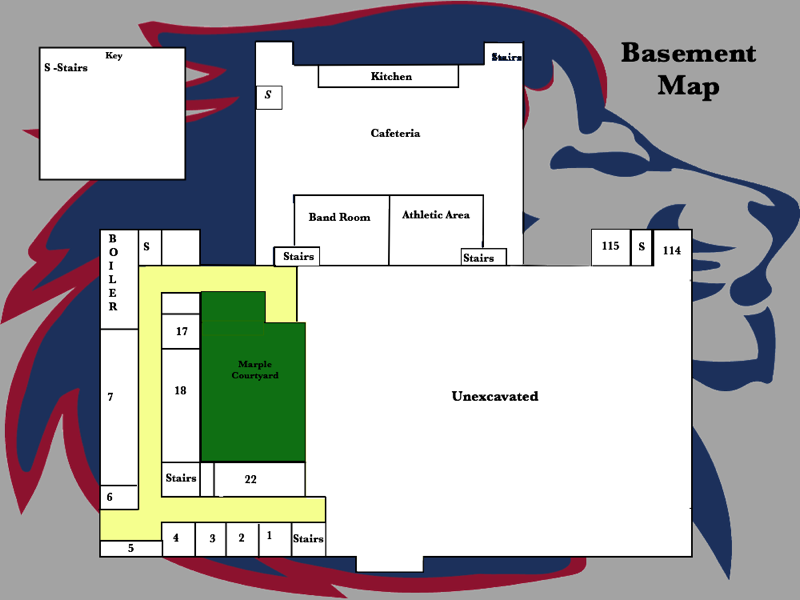 Key
S -Stairs
Basement
Map
Stairs
Kitchen
S
Cafeteria
Band Room
Athletic Area
Stairs
Stairs
BOILER
S
115
S
114
17
Marple
Courtyard
7
18
Unexcavated
Stairs
22
6
5
4
3
2
1
Stairs